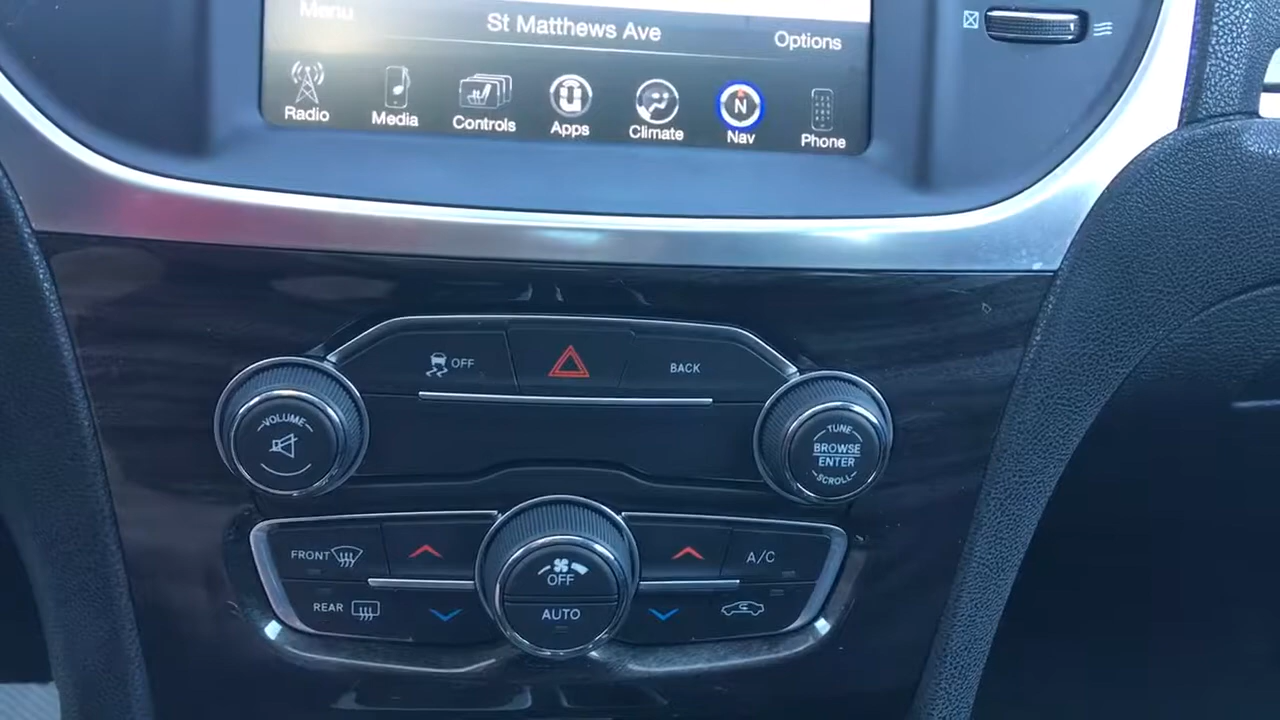 Menu
St Matthews Ave
Options
Radio
Media
Controls
Apps
Climate
N
Nav
Phone
OFF
BACK
VOLUME
TUNE
BROWSE
ENTER
SCROLL
FRONT
OFF
A/C
REAR
AUTO